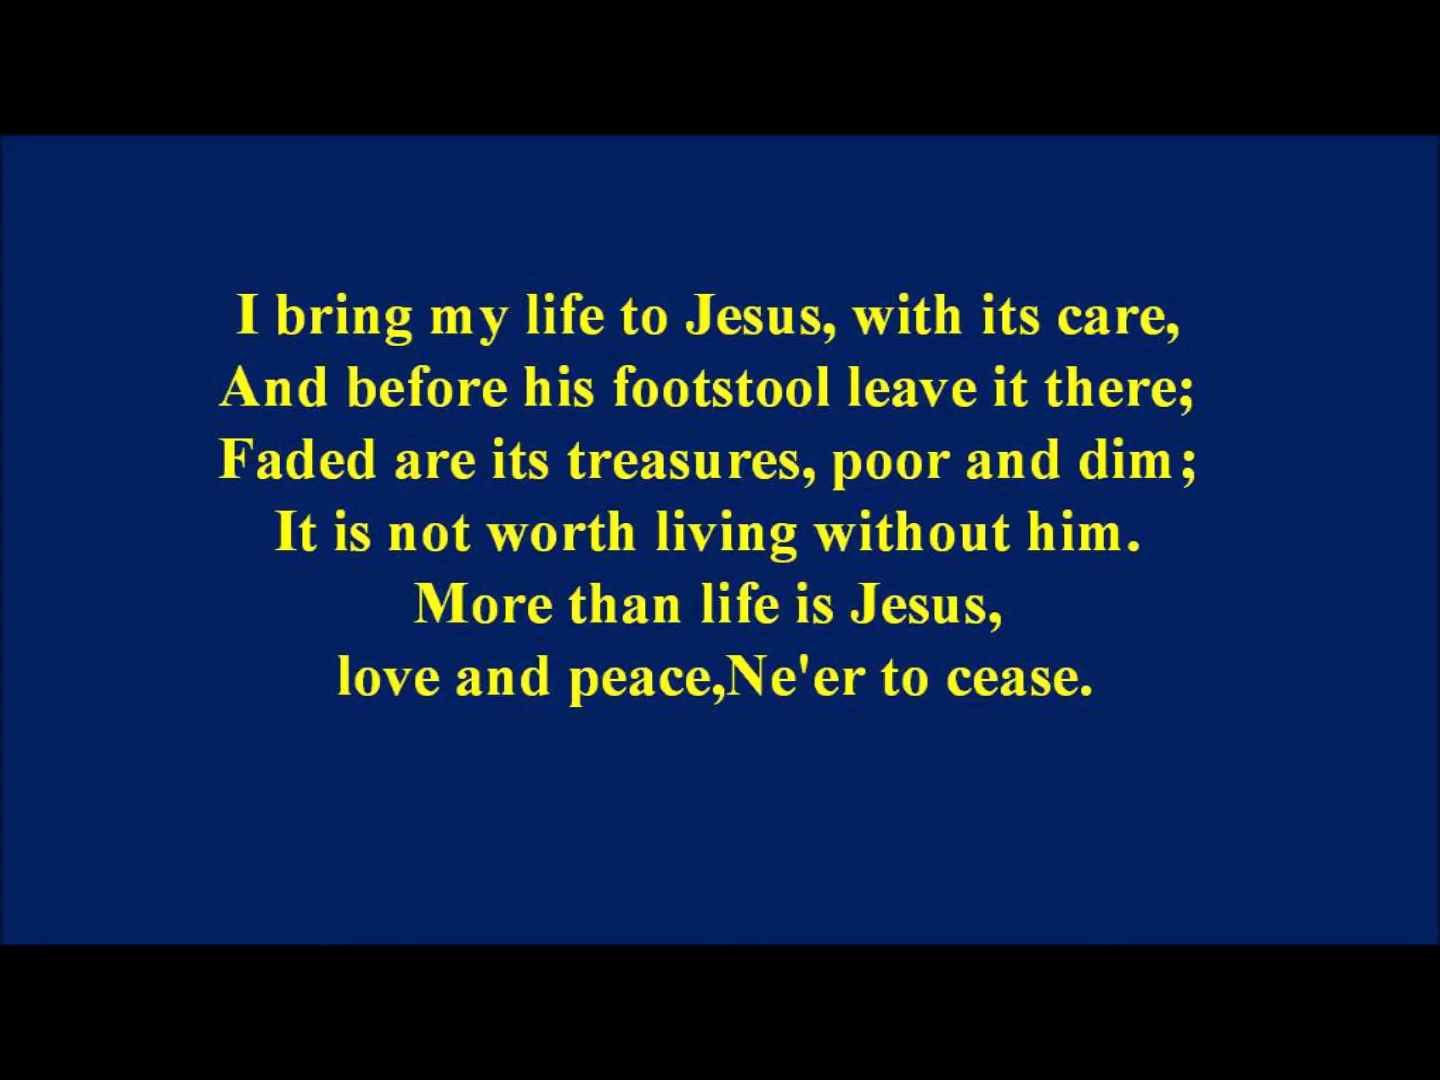 I bring my life to Jesus, with its care,
And before his footstool leave it there;
Faded are its treasures, poor and dim;
It is not worth living without him.
More than life is Jesus,
love and peace,Ne'er to cease.